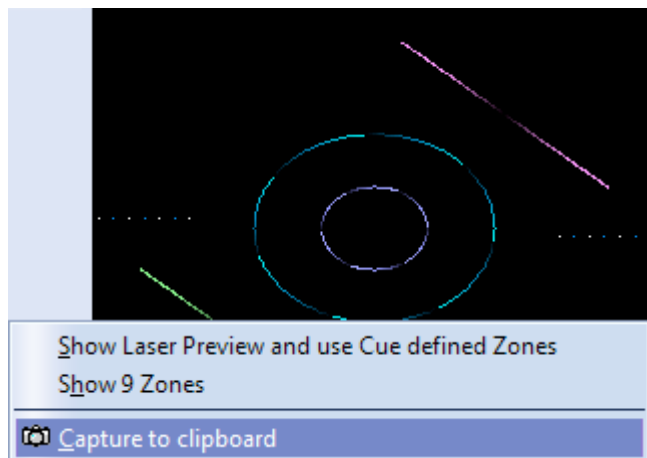 Show Laser Preview and use Cue defined Zones
Show 9 Zones
Capture to clipboard